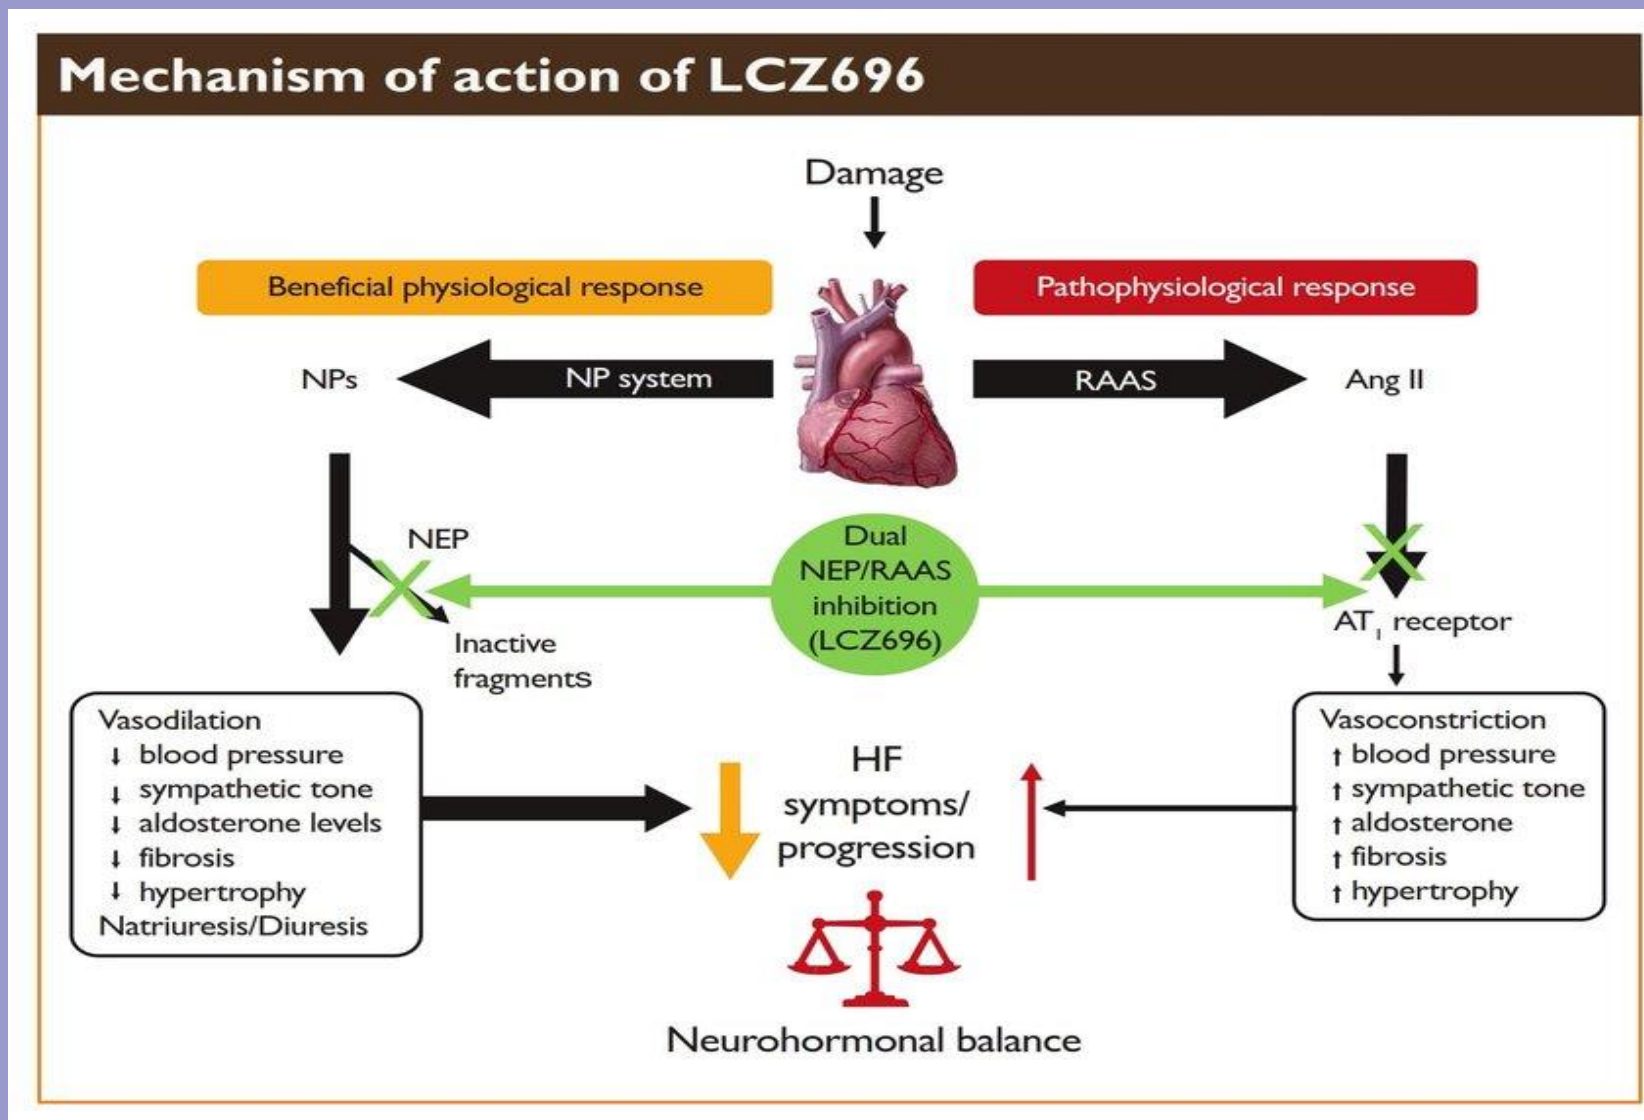 Mechanism of action of LCZ696
Damage
Beneficial physiological response
Pathophysiological response
NPs
NP system
RAAS
Ang II
NEP
Inactive
fragments
Dual
NEP/RAAS
inhibition
(LCZ696)
AT₁ receptor
Vasodilation
↓ blood pressure
↓ sympathetic tone
↓ aldosterone levels
↓ fibrosis
↓ hypertrophy
Natriuresis/Diuresis
HF
symptoms/
progression
Vasoconstriction
↑ blood pressure
↑ sympathetic tone
↑ aldosterone
↑ fibrosis
↑ hypertrophy
Neurohormonal balance